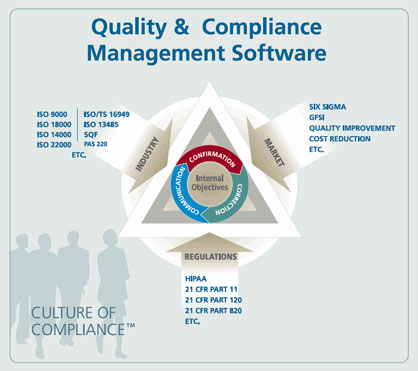 Quality & Compliance
Management Software
ISO 9000
ISO 18000
ISO 14000
ISO 22000
ISO/TS 16949
ISO 13485
SQF
PAS 220
ETC.
SIX SIGMA
GFSI
QUALITY IMPROVEMENT
COST REDUCTION
ETC.
INDUSTRY
MARKET
CONFIRMATION
COMMUNICATION
CORRECTION
Internal
Objectives
REGULATIONS
HIPAA
21 CFR PART 11
21 CFR PART 120
21 CFR PART 820
ETC.
CULTURE OF
COMPLIANCE™